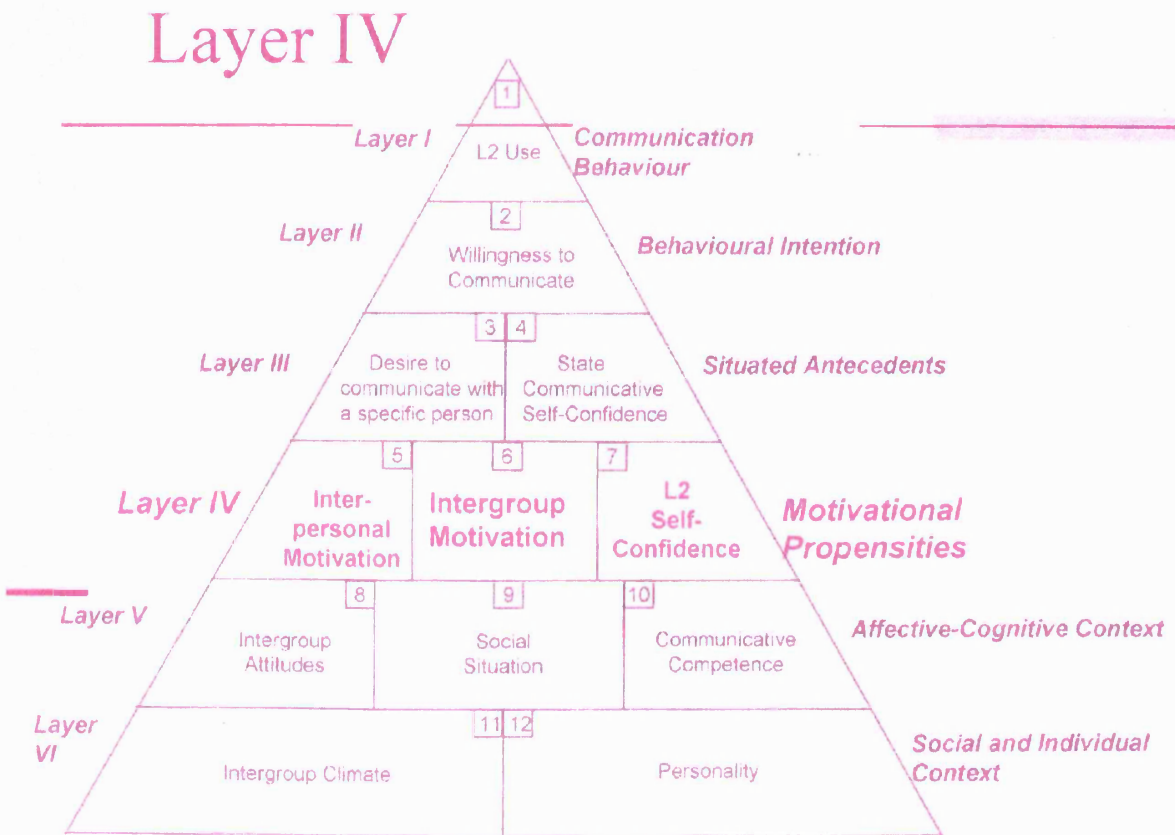 Layer IV
1
Layer I
L2 Use
Communication
Behaviour
2
Layer II
Willingness to
Communicate
Behavioural Intention
3 4
Layer III
Desire to
communicate with
a specific person
State
Communicative
Self-Confidence
Situated Antecedents
5
6
7
Layer IV
Inter-
personal
Motivation
Intergroup
Motivation
L2
Self-
Confidence
Motivational
Propensities
8
9
10
Layer V
Intergroup
Attitudes
Social
Situation
Communicative
Competence
Affective-Cognitive Context
11 12
Layer
VI
Intergroup Climate
Personality
Social and Individual
Context